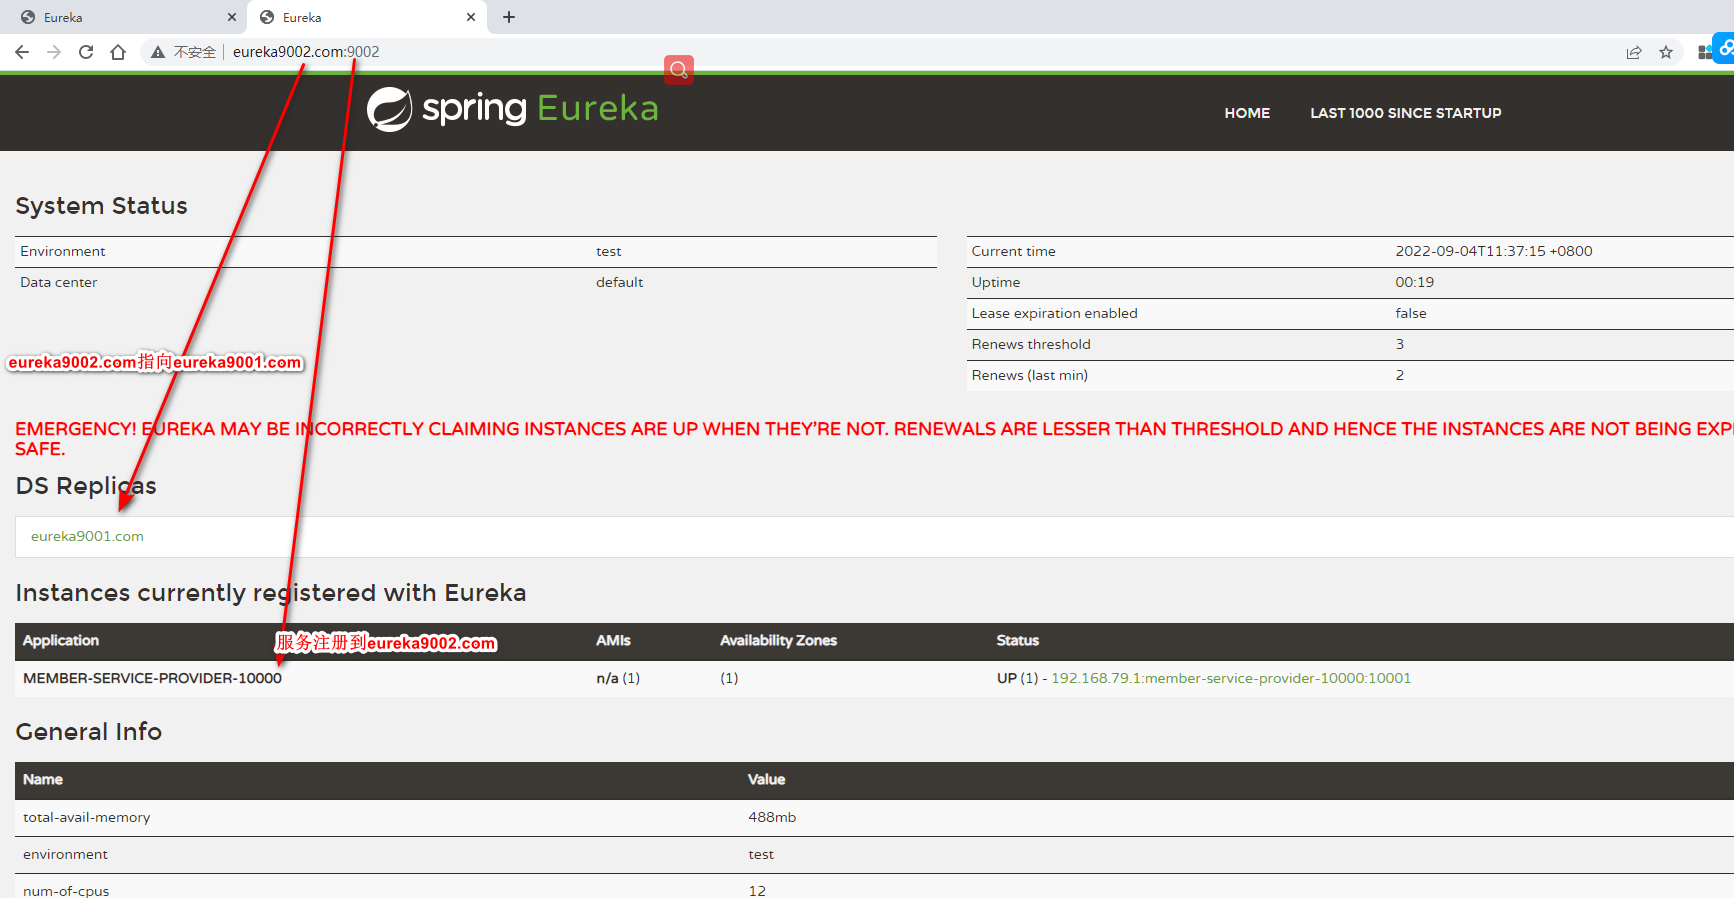 Eureka
Eureka
不安全 eureka9002.com:9002
spring Eureka
HOME LAST 1000 SINCE STARTUP
System Status
Environment test
Data center default
Current time 2022-09-04T11:37:15 +0800
Uptime 00:19
Lease expiration enabled false
Renews threshold 3
Renews (last min) 2
eureka9002.com指向eureka9001.com
EMERGENCY! EUREKA MAY BE INCORRECTLY CLAIMING INSTANCES ARE UP WHEN THEY'RE NOT. RENEWALS ARE LESSER THAN THRESHOLD AND HENCE THE INSTANCES ARE NOT BEING EXPI
SAFE.
DS Replicas
eureka9001.com
Instances currently registered with Eureka
Application AMIs Availability Zones Status
服务注册到eureka9002.com
MEMBER-SERVICE-PROVIDER-10000 n/a (1) (1) UP (1) - 192.168.79.1:member-service-provider-10000:10001
General Info
Name Value
total-avail-memory 488mb
environment test
num-of-cpus 12